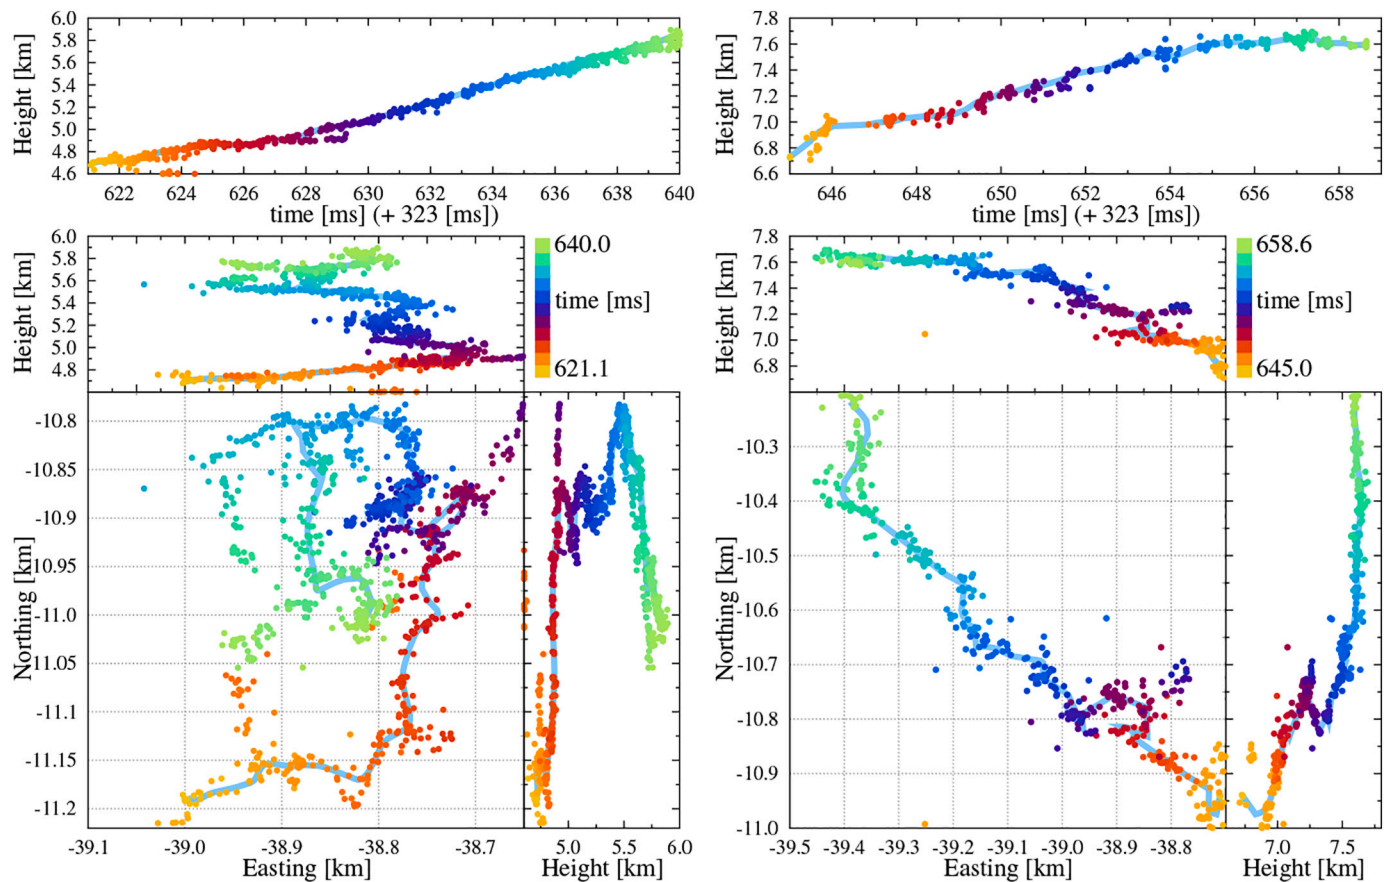 6.0
5.8
5.6
5.4
5.2
5.0
4.8
4.6
Height [km]
622 624 626 628 630 632 634 636 638 640
time [ms] (+ 323 [ms])
7.8
7.6
7.4
7.2
7.0
6.8
6.6
Height [km]
646 648 650 652 654 656 658
time [ms] (+ 323 [ms])
6.0
5.8
5.6
5.4
5.2
5.0
4.8
Height [km]
640.0
time [ms]
621.1
7.8
7.6
7.4
7.2
7.0
6.8
Height [km]
658.6
time [ms]
645.0
-10.8
-10.85
-10.9
-10.95
-11.0
-11.05
-11.1
-11.15
-11.2
Northing [km]
-39.1 -39.0 -38.9 -38.8 -38.7
Easting [km]
5.0 5.5 6.0
Height [km]
-10.3
-10.4
-10.5
-10.6
-10.7
-10.8
-10.9
-11.0
Northing [km]
-39.5 -39.4 -39.3 -39.2 -39.1 -39.0 -38.9 -38.8
Easting [km]
7.0 7.5
Height [km]